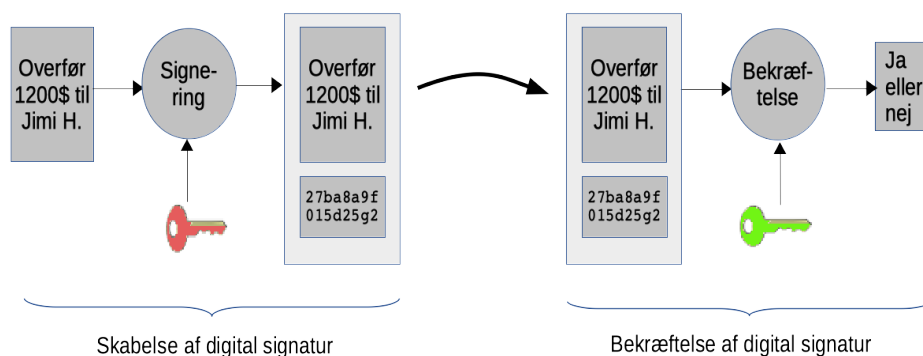 Overfør
1200$ til
Jimi H.
Signe-
ring
Overfør
1200$ til
Jimi H.
27ba8a9f
015d25g2
Overfør
1200$ til
Jimi H.
27ba8a9f
015d25g2
Bekræf-
telse
Ja
eller
nej
Skabelse af digital signatur
Bekræftelse af digital signatur